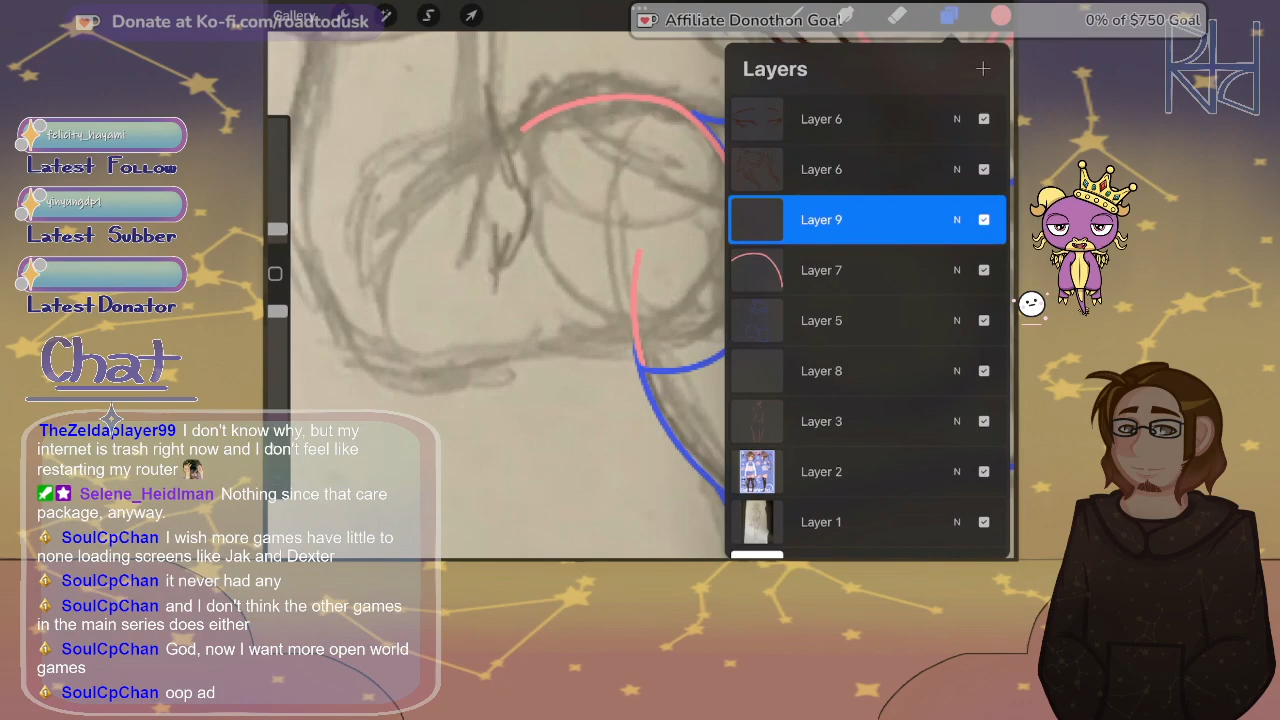 Donate at Ko-fi.com/roadtodusk
Gallery
Affiliate Donothon Goal
0% of $750 Goal
RtD
Layers
felicity_hayami
Latest Follow
yinyangdp1
Latest Subber
Latest Donator
Chat
TheZeldaplayer99 I don't know why, but my
internet is trash right now and I don't feel like
restarting my router
Selene_Heidlman Nothing since that care
package, anyway.
SoulCpChan I wish more games have little to
none loading screens like Jak and Dexter
SoulCpChan it never had any
SoulCpChan and I don't think the other games
in the main series does either
SoulCpChan God, now I want more open world
games
SoulCpChan oop ad
Layer 6 N
Layer 6 N
Layer 9 N
Layer 7 N
Layer 5 N
Layer 8 N
Layer 3 N
Layer 2 N
Layer 1 N